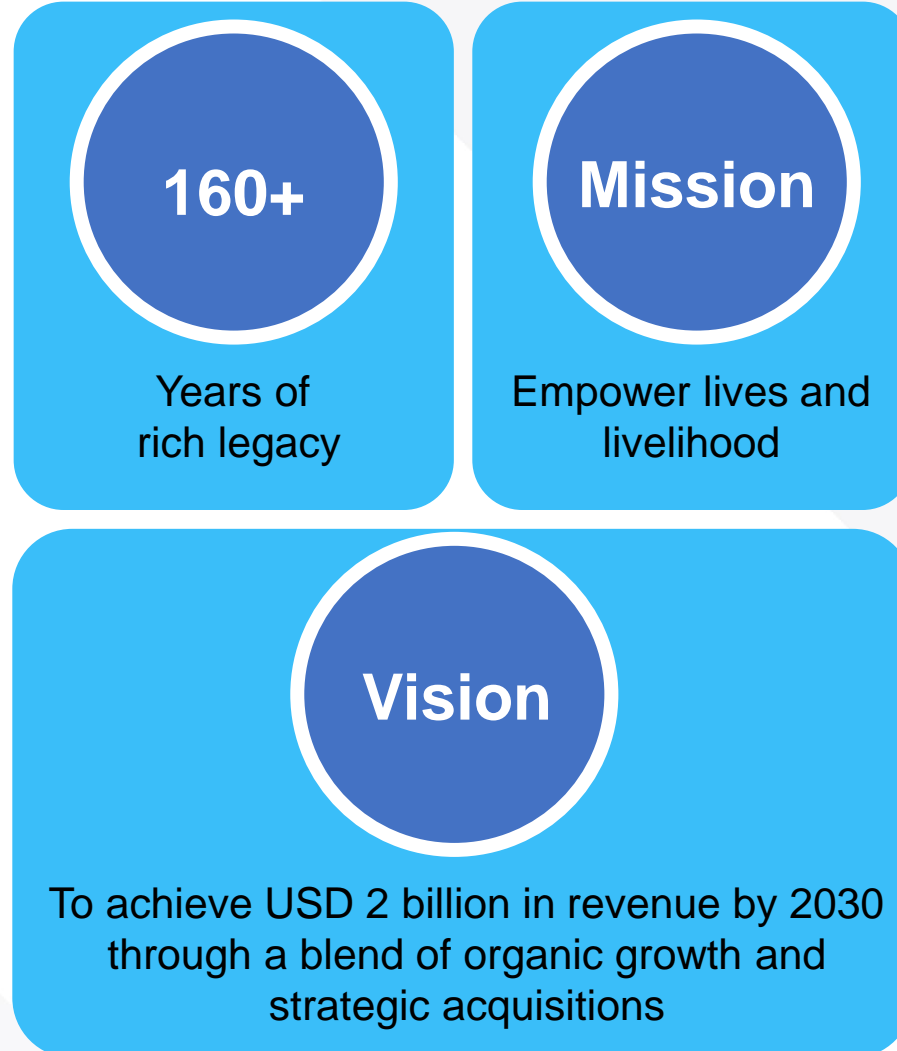 160+
Years of
rich legacy
Mission
Empower lives and
livelihood
Vision
To achieve USD 2 billion in revenue by 2030
through a blend of organic growth and
strategic acquisitions